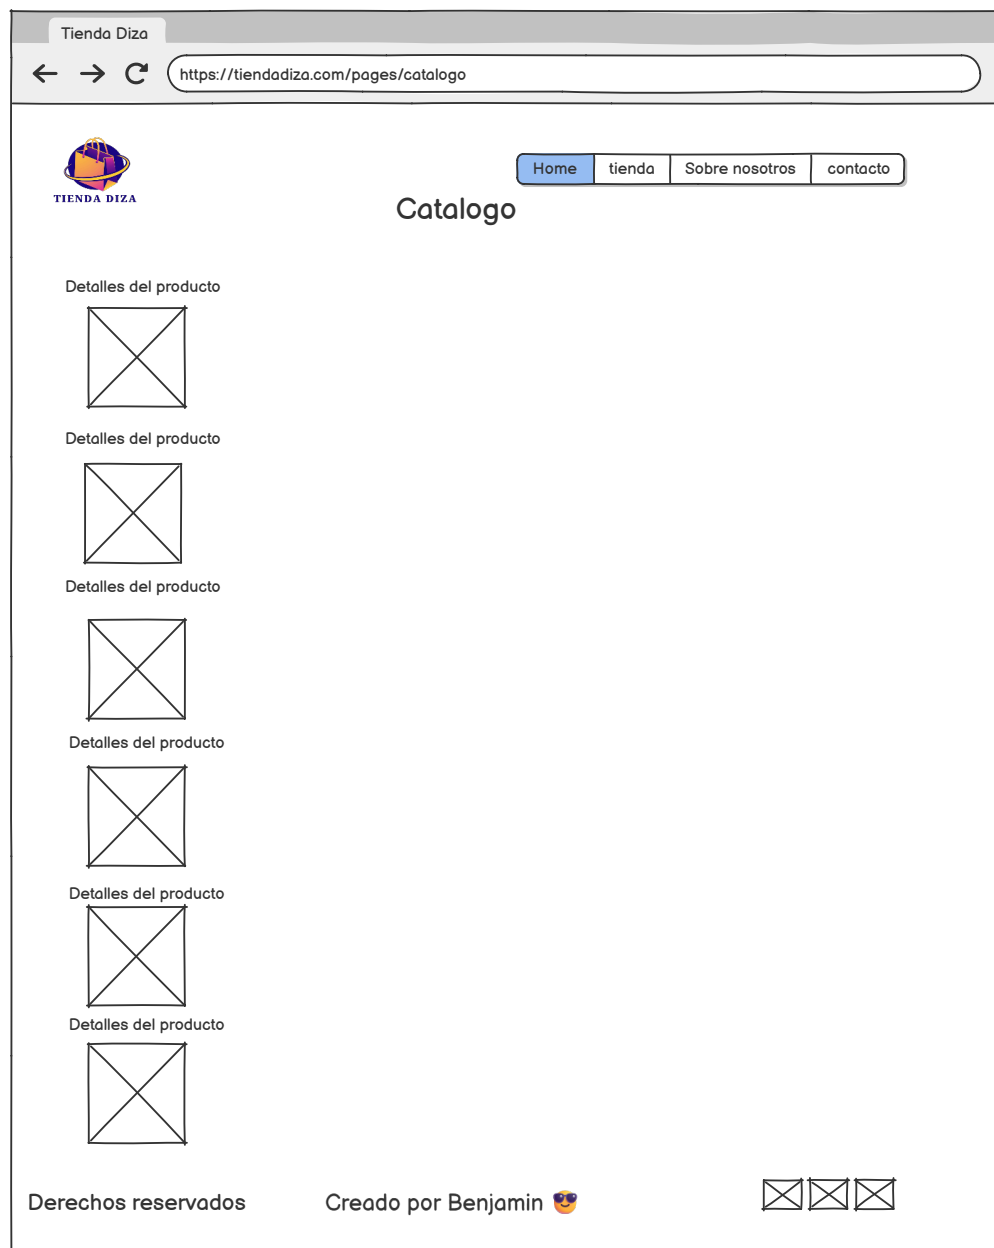 Tienda Diza
https://tiendadiza.com/pages/catalogo
TIENDA DIZA
Home tienda Sobre nosotros contacto
Catalogo
Detalles del producto
Detalles del producto
Detalles del producto
Detalles del producto
Detalles del producto
Detalles del producto
Derechos reservados Creado por Benjamin 😎